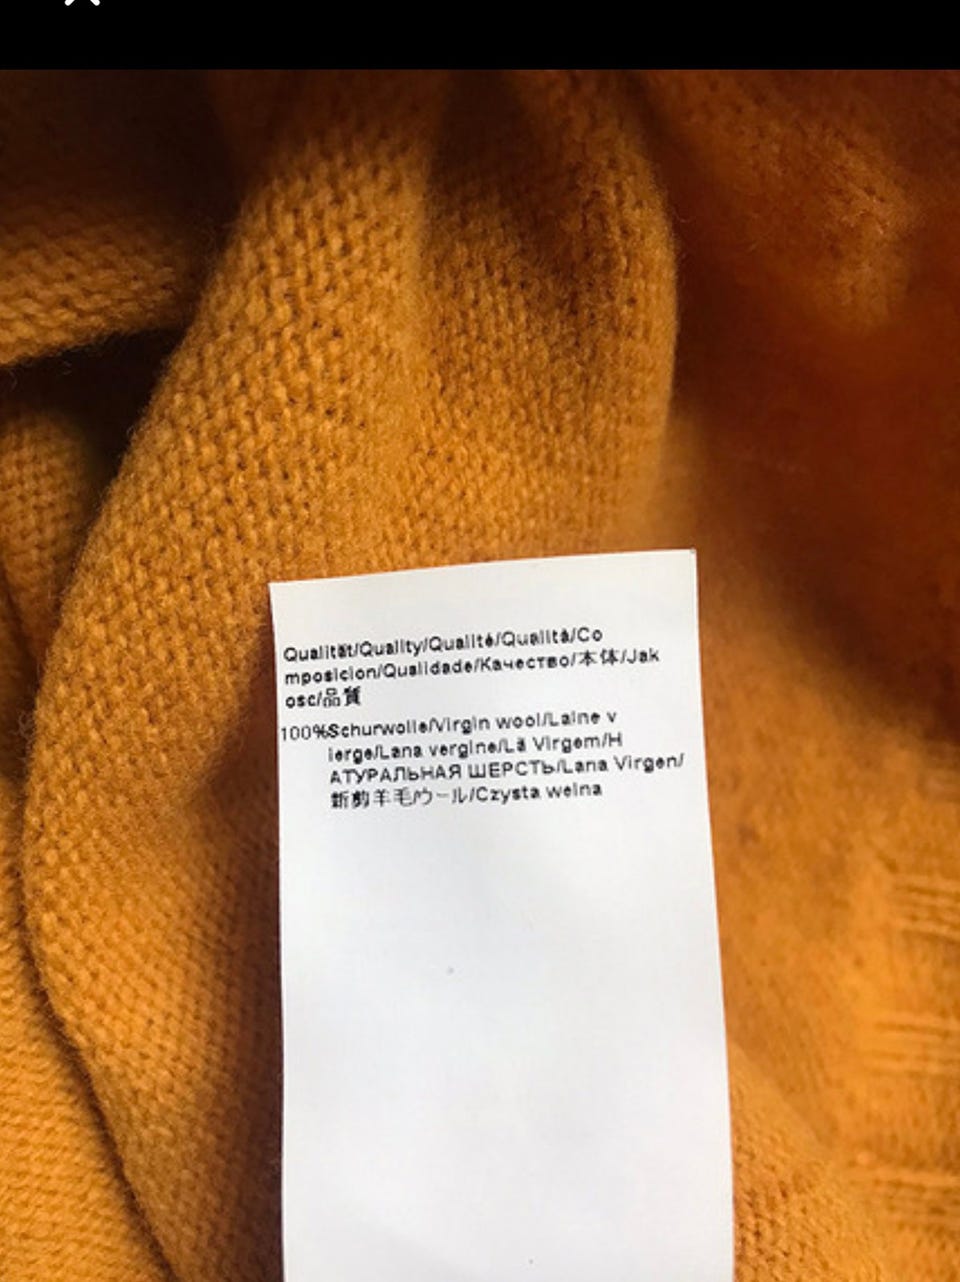 Qualität/Quality/Qualité/Qualità/Co
mposicion/Qualidade/Качество/本体/Jak
osc/品質
100%Schurwolle/Virgin wool/Laine v
ierge/Lana vergine/Lã Virgem/Н
АТУРАЛЬНАЯ ШЕРСТЬ/Lana Virgen/
新剪羊毛/ウール/Czysta welna